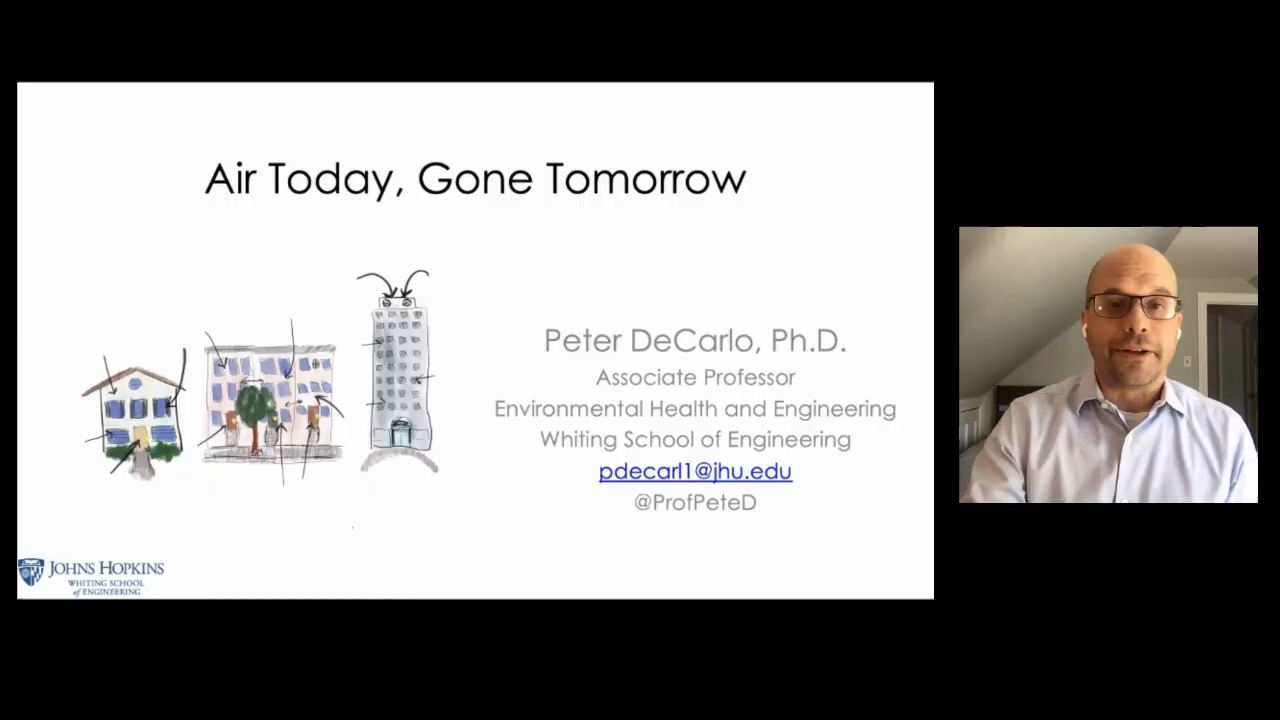 Air Today, Gone Tomorrow
Peter DeCarlo, Ph.D.
Associate Professor
Environmental Health and Engineering
Whiting School of Engineering
pdecarl1@jhu.edu
@ProfPeteD
JOHNS HOPKINS
WHITING SCHOOL
of ENGINEERING